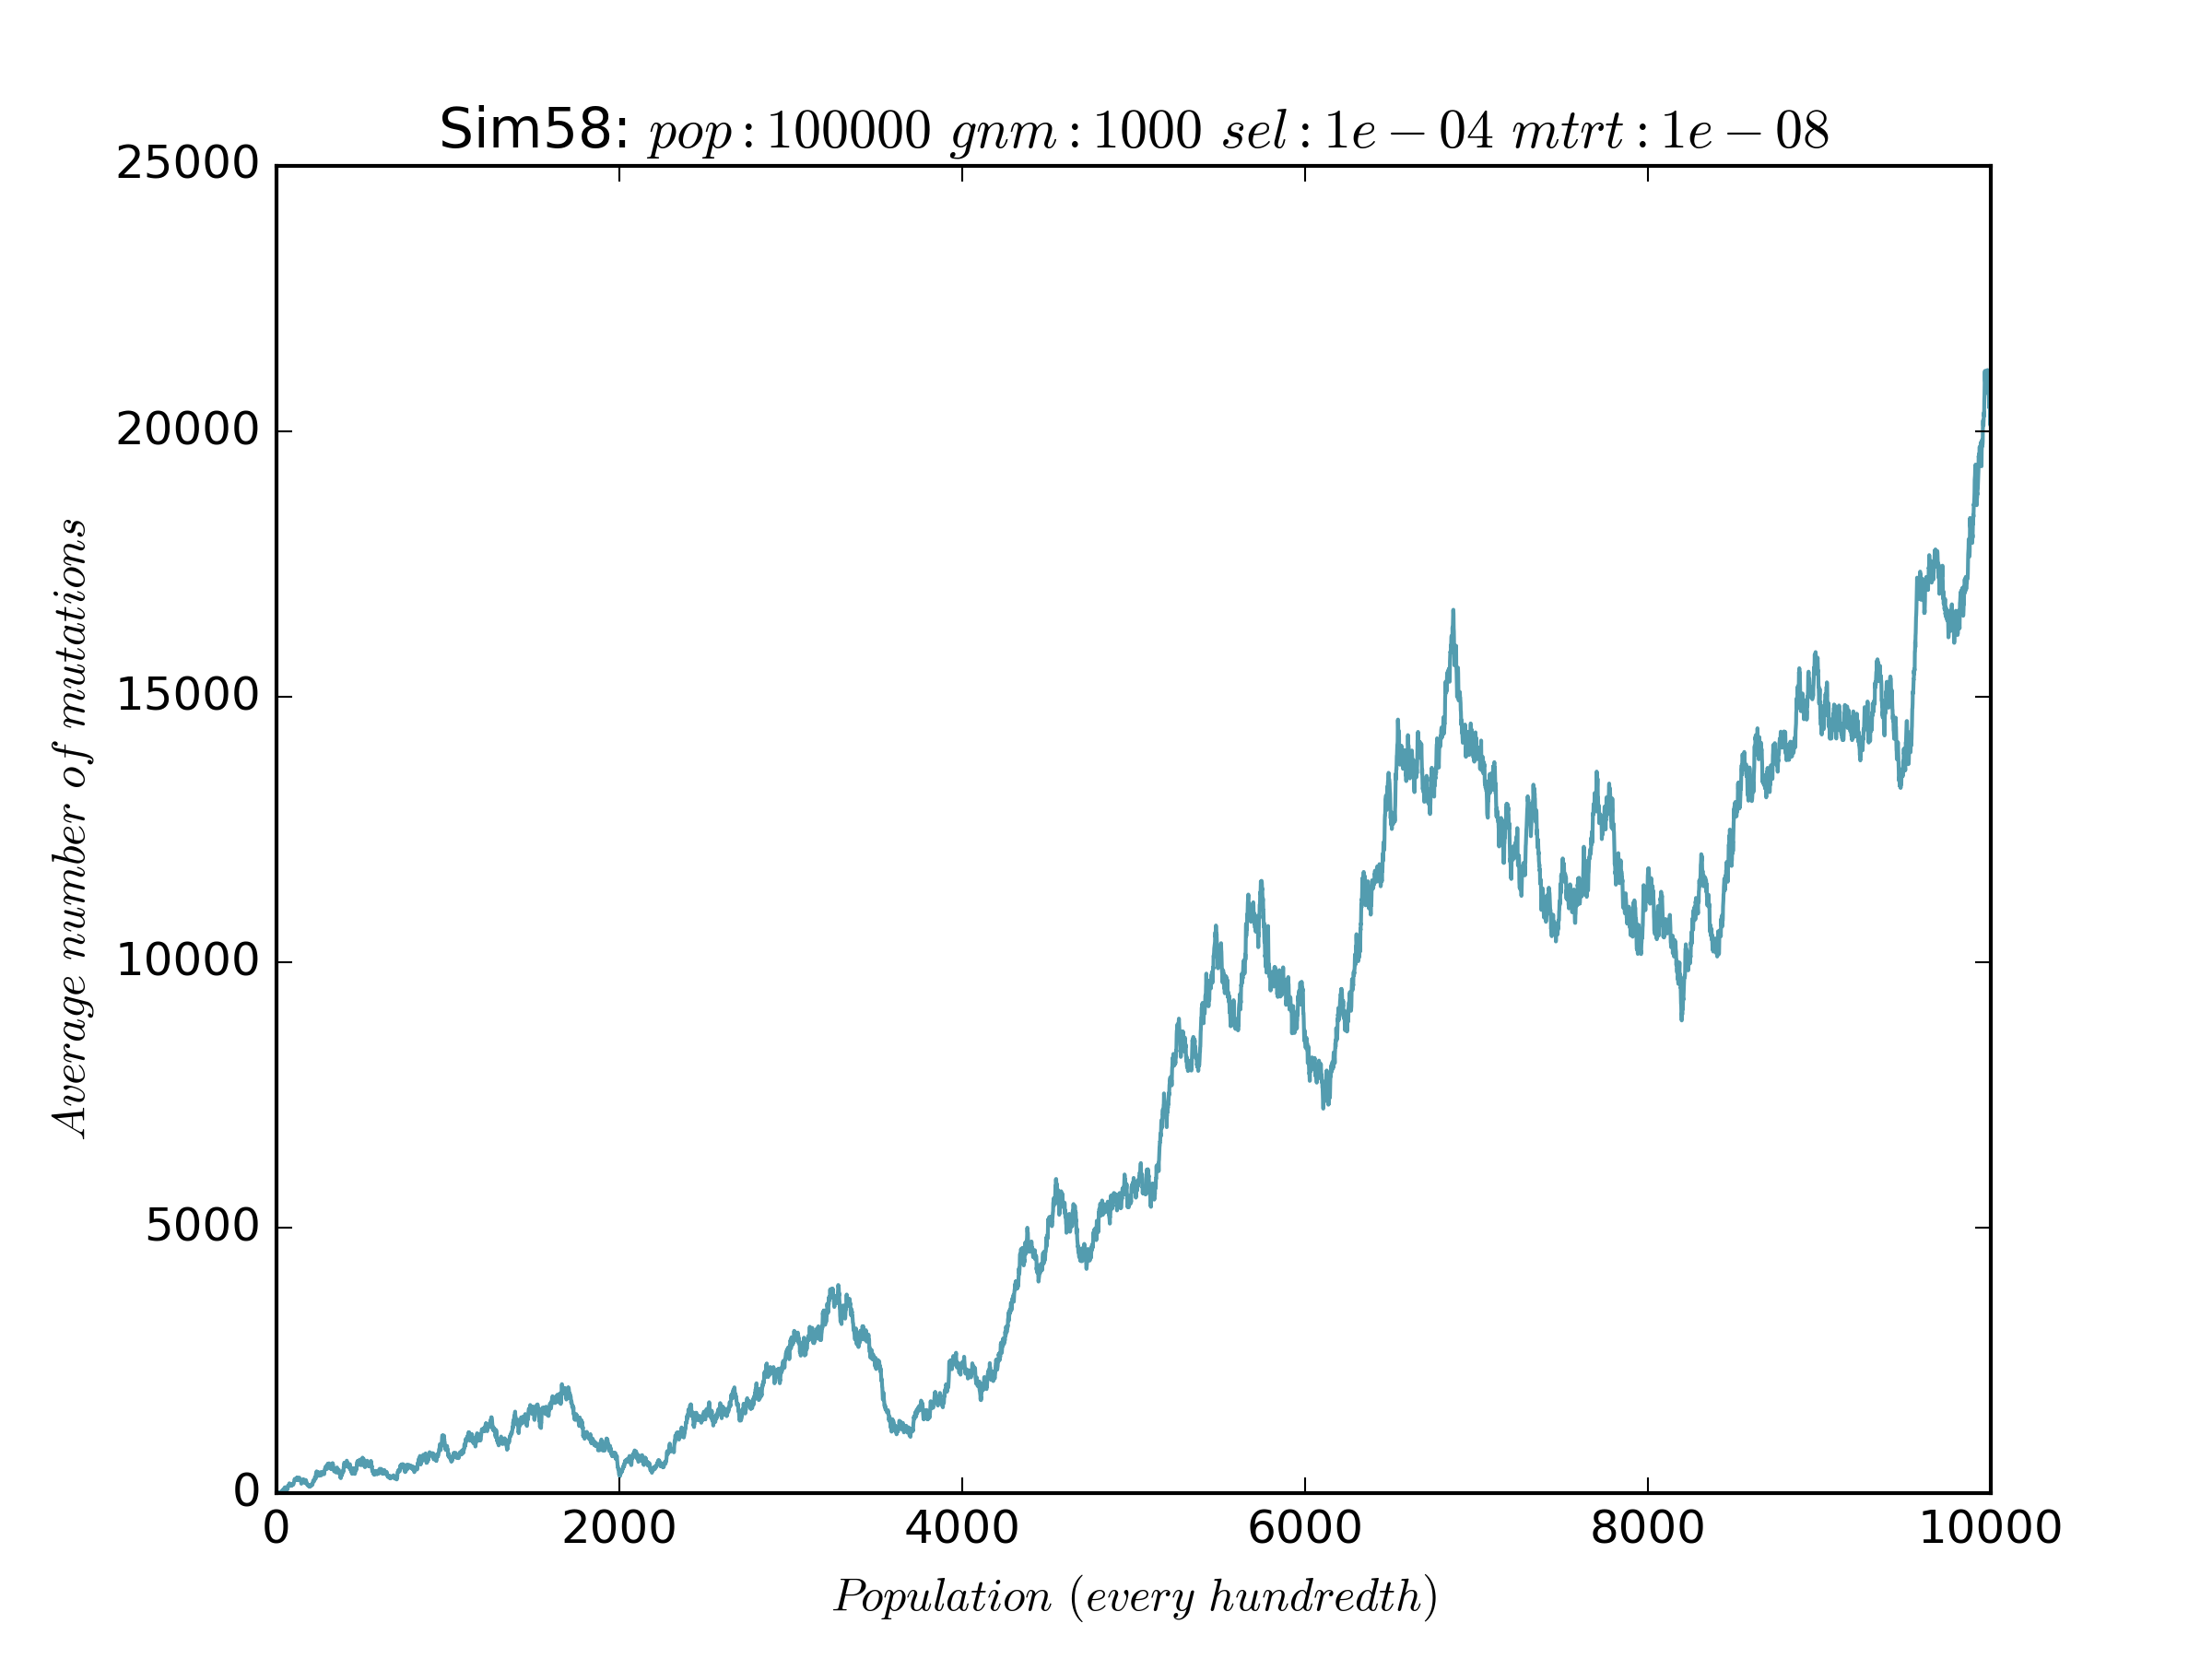 Sim58: pop : 100000 gnm : 1000 sel : 1e − 04 mtrt : 1e − 08
25000
20000
15000
10000
5000
0
Average number of mutations
0 2000 4000 6000 8000 10000
Population (every hundredth)